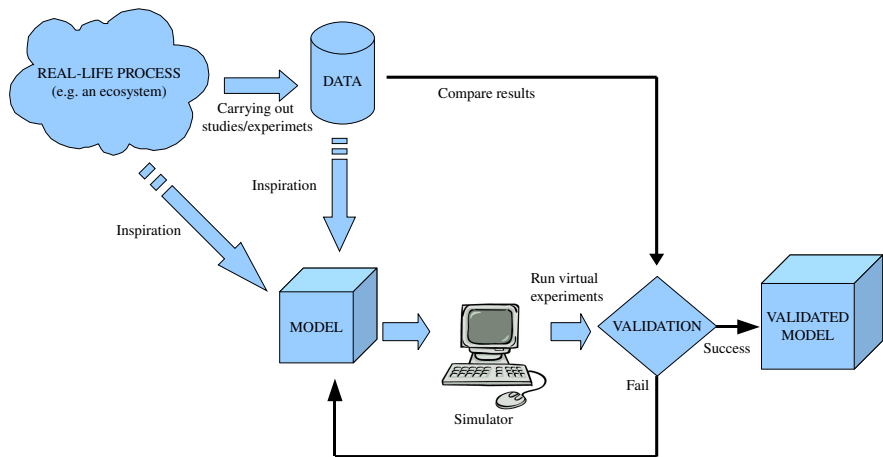 REAL-LIFE PROCESS
(e.g. an ecosystem)
DATA
Carrying out
studies/experimets
Compare results
Inspiration
Inspiration
Run virtual
experiments
MODEL
VALIDATION
VALIDATED
MODEL
Success
Fail
Simulator